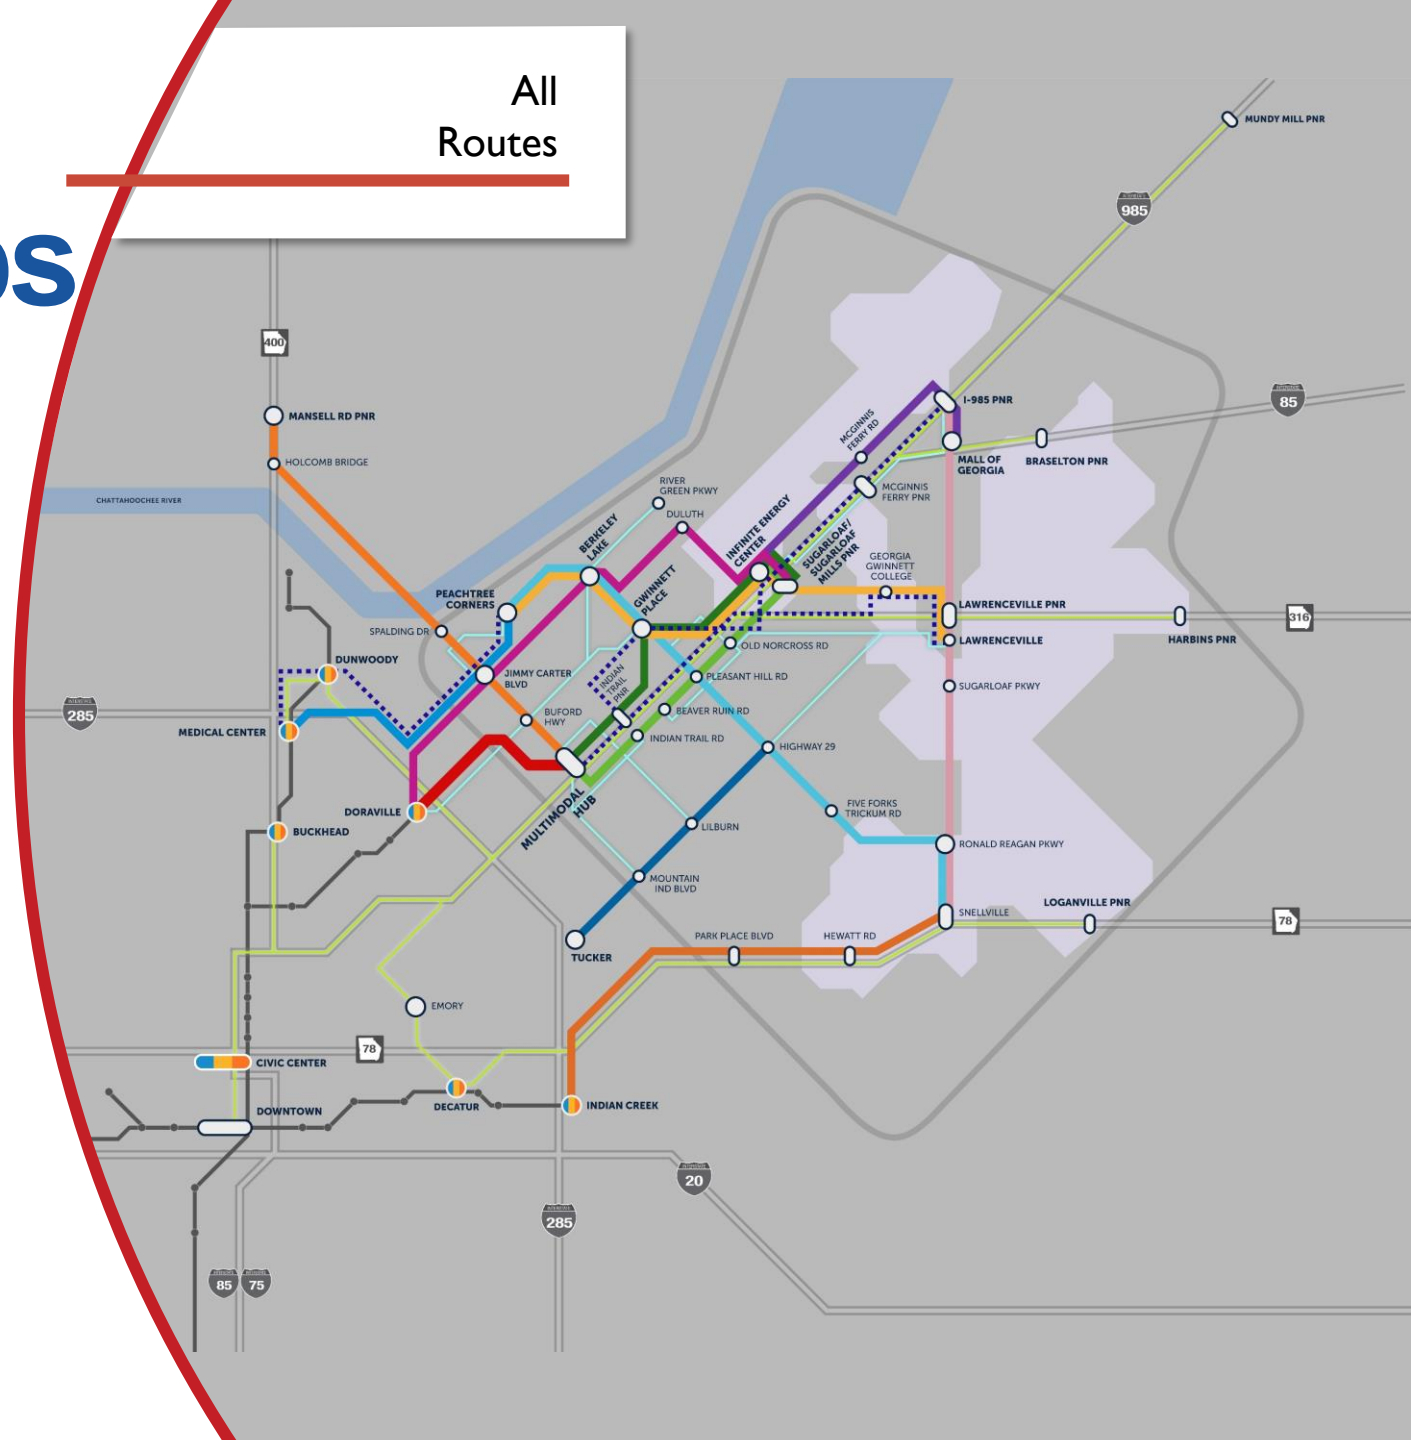 All
Routes
os
MUNDY MILL PNR
985
400
MANSELL RD PNR
HOLCOMB BRIDGE
I-985 PNR
85
MCGINNIS
FERRY RD
MALL OF
GEORGIA
BRASELTON PNR
CHATTAHOOCHEE RIVER
RIVER
GREEN PKWY
MCGINNIS
FERRY PNR
DULUTH
BERKELEY
LAKE
INFINITE ENERGY
CENTER
SUGARLOAF/
SUGARLOAF
MILLS PNR
GEORGIA
GWINNETT
COLLEGE
PEACHTREE
CORNERS
GWINNETT
PLACE
LAWRENCEVILLE PNR
316
HARBINS PNR
SPALDING DR
LAWRENCEVILLE
OLD NORCROSS RD
DUNWOODY
JIMMY CARTER
BLVD
INDIAN
TRAIL
PNR
PLEASANT HILL RD
SUGARLOAF PKWY
285
BUFORD
HWY
BEAVER RUIN RD
MEDICAL CENTER
INDIAN TRAIL RD
HIGHWAY 29
DORAVILLE
MULTIMODAL
HUB
FIVE FORKS
TRICKUM RD
BUCKHEAD
LILBURN
RONALD REAGAN PKWY
MOUNTAIN
IND BLVD
LOGANVILLE PNR
SNELLVILLE
78
PARK PLACE BLVD
HEWATT RD
TUCKER
EMORY
78
CIVIC CENTER
DOWNTOWN
DECATUR
INDIAN CREEK
20
285
85
75